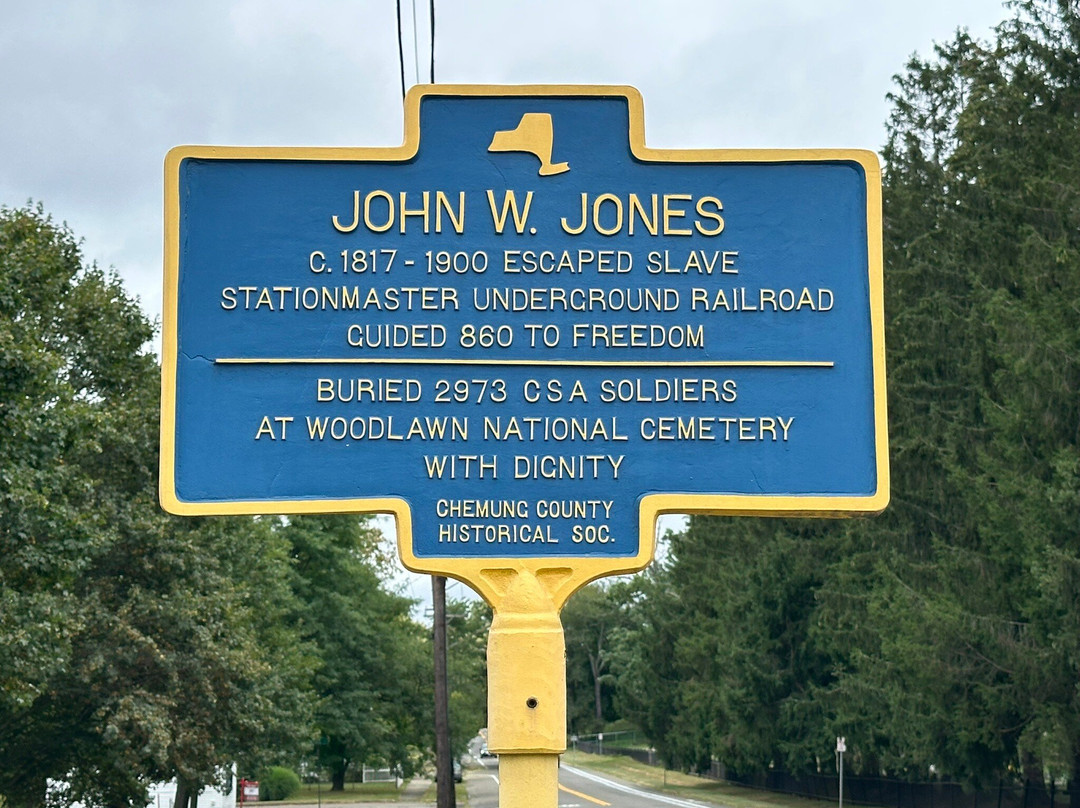 JOHN W. JONES
C. 1817 - 1900 ESCAPED SLAVE
STATIONMASTER UNDERGROUND RAILROAD
GUIDED 860 TO FREEDOM
BURIED 2973 CSA SOLDIERS
AT WOODLAWN NATIONAL CEMETERY
WITH DIGNITY
CHEMUNG COUNTY
HISTORICAL SOC.